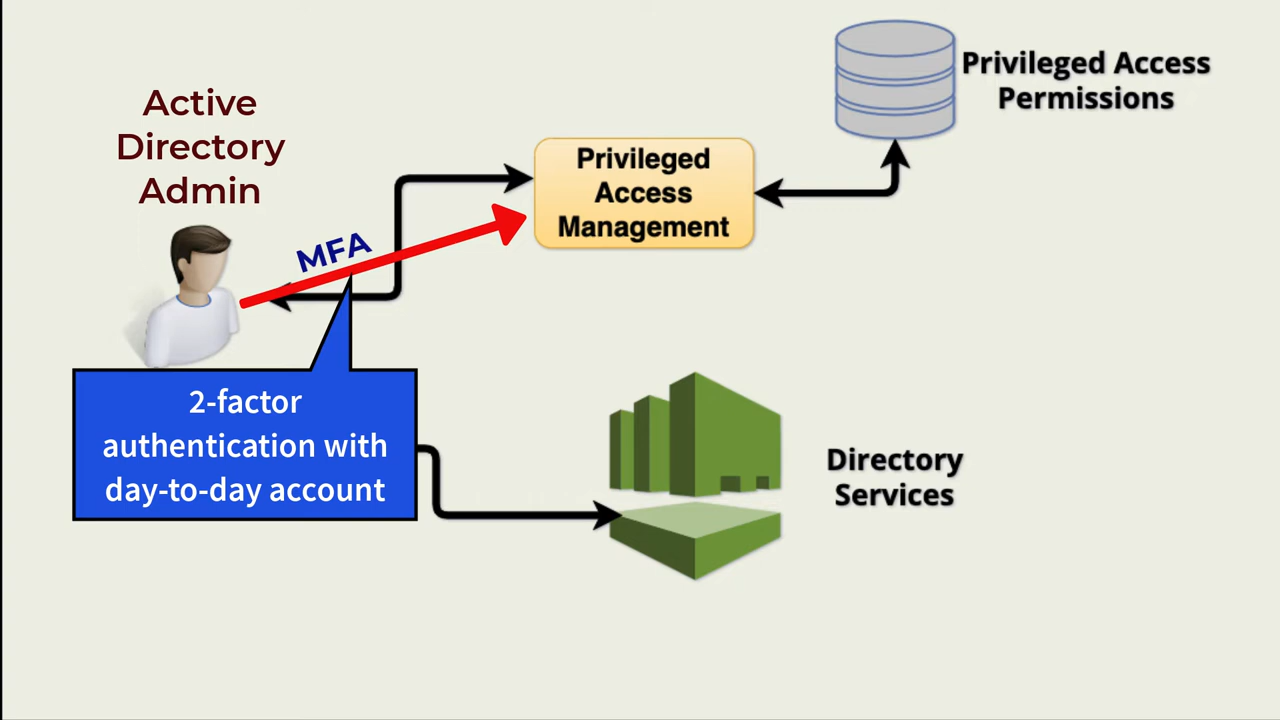 Privileged Access
Permissions
Active
Directory
Admin
Privileged
Access
Management
MFA
2-factor
authentication with
day-to-day account
Directory
Services